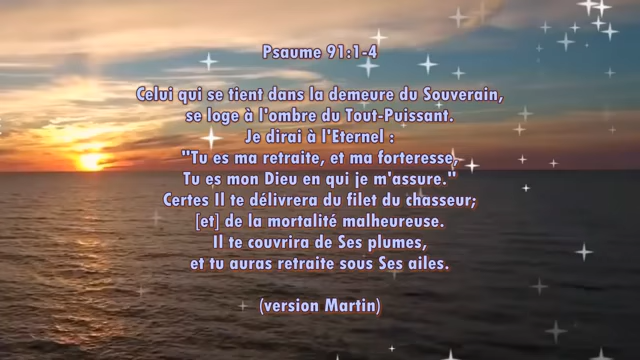 Psaume 91:1-4
Celui qui se tient dans la demeure du Souverain,
se loge à l'ombre du Tout-Puissant.
Je dirai à l'Eternel :
"Tu es ma retraite, et ma forteresse,
Tu es mon Dieu en qui je m'assure."
Certes Il te délivrera du filet du chasseur;
[et] de la mortalité malheureuse.
Il te couvrira de Ses plumes,
et tu auras retraite sous Ses ailes.
(version Martin)